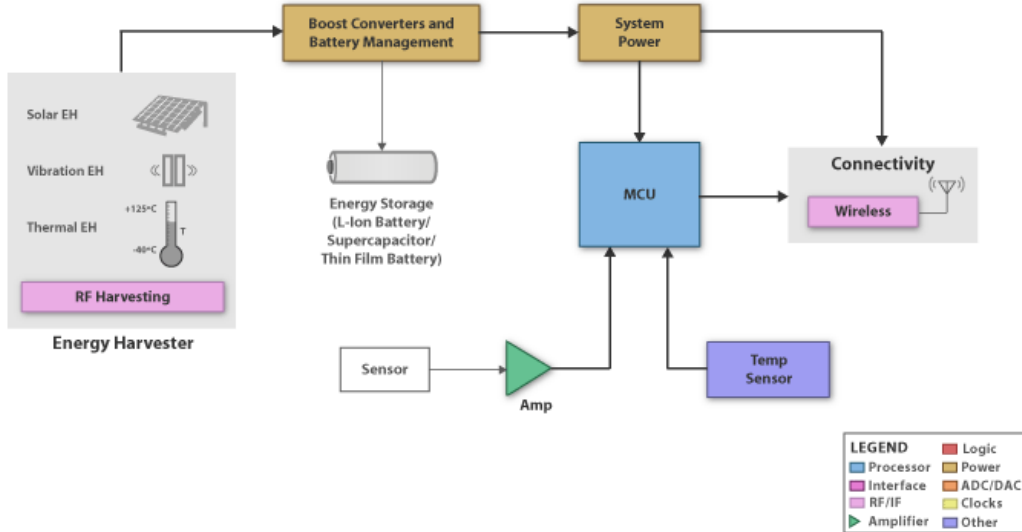 Boost Converters and
Battery Management
System
Power
Solar EH
Vibration EH
+125ºC
Thermal EH
T
-40ºC
RF Harvesting
Energy Harvester
Energy Storage
(L-Ion Battery/
Supercapacitor/
Thin Film Battery)
MCU
Connectivity
Wireless
Sensor
Amp
Temp
Sensor
LEGEND
Logic
Processor
Power
Interface
ADC/DAC
RF/IF
Clocks
Amplifier
Other